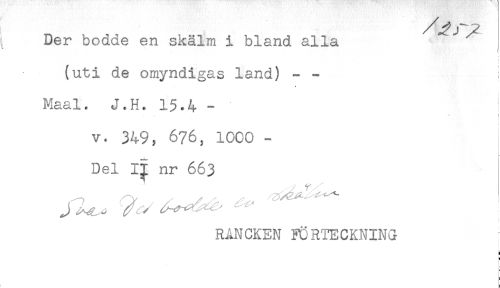 1257
Der bodde en skälm i bland alla
(uti de omyndigas land) - -
Maal. J.H. 15.4 -
v. 349, 676, 1000 -
Del II nr 663
Svar Der bodde en skälm
RANCKEN FÖRTECKNING